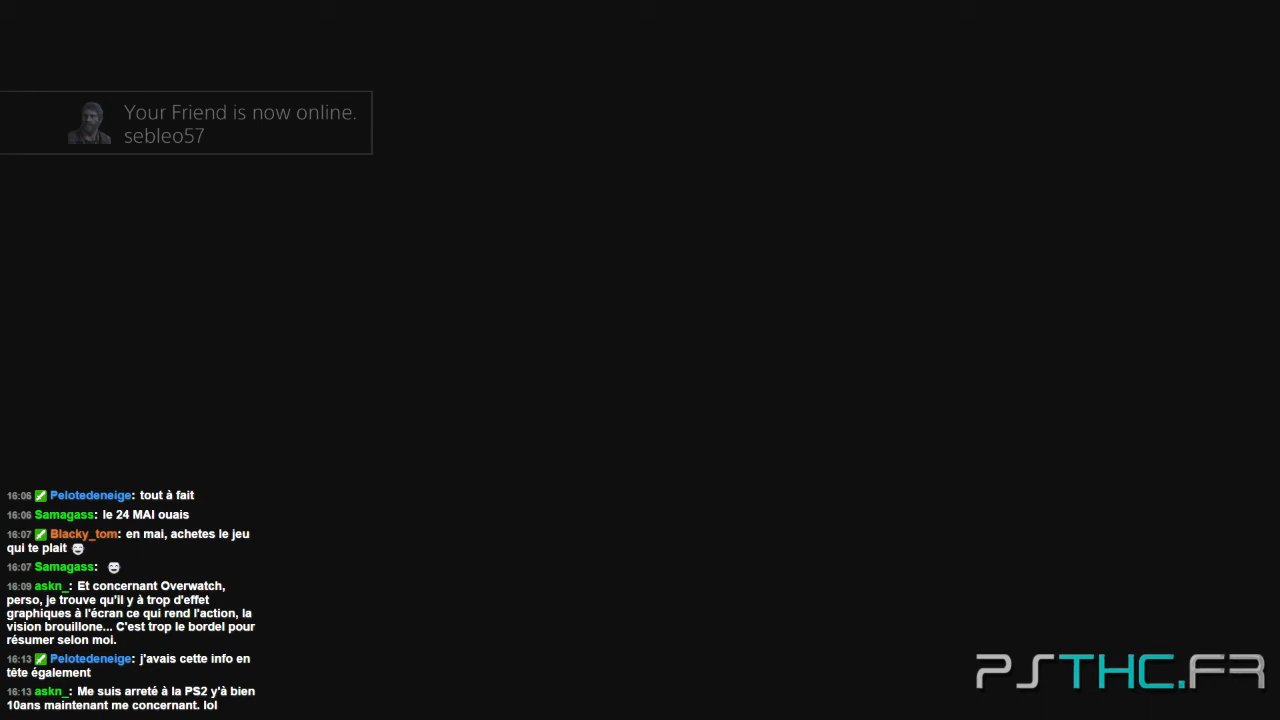 Your Friend is now online.
sebleo57
16:06 Pelotedeneige: tout à fait
16:06 Samagass: le 24 MAI ouais
16:07 Blacky_tom: en mai, achetes le jeu
qui te plait
16:07 Samagass:
16:09 askn_: Et concernant Overwatch,
perso, je trouve qu'il y à trop d'effet
graphiques à l'écran ce qui rend l'action, la
vision brouillone... C'est trop le bordel pour
résumer selon moi.
16:13 Pelotedeneige: j'avais cette info en
tête également
16:13 askn_: Me suis arreté à la PS2 y'à bien
10ans maintenant me concernant. lol
PSTHC.FR